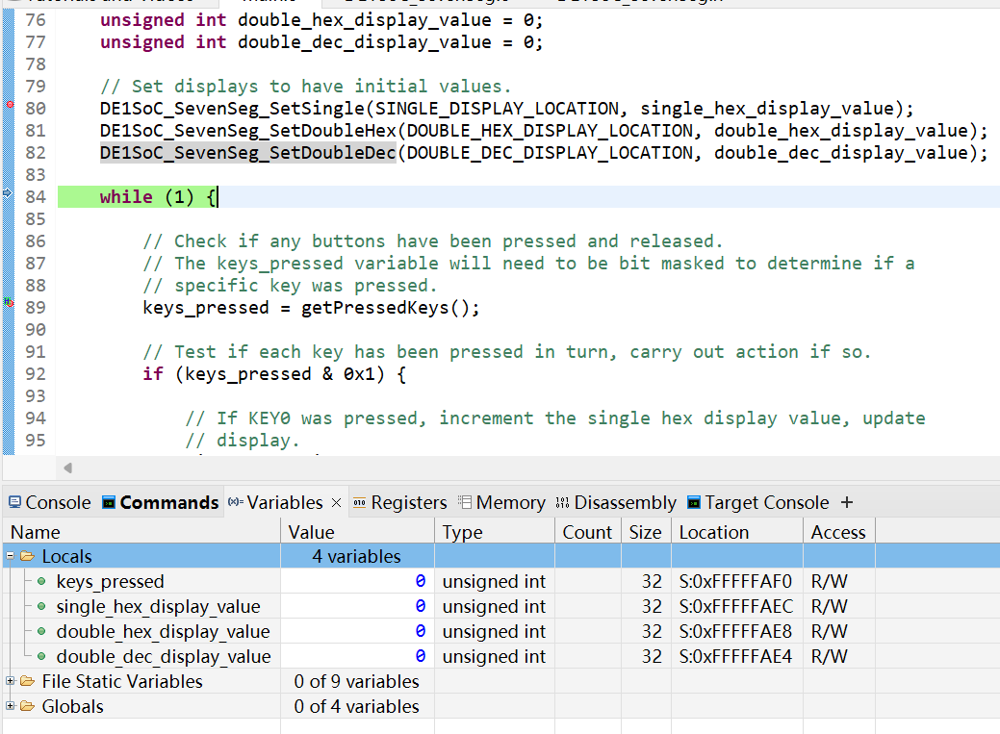 76 unsigned int double_hex_display_value = 0;
77 unsigned int double_dec_display_value = 0;
78
79 // Set displays to have initial values.
80 DE1SoC_SevenSeg_SetSingle(SINGLE_DISPLAY_LOCATION, single_hex_display_value);
81 DE1SoC_SevenSeg_SetDoubleHex(DOUBLE_HEX_DISPLAY_LOCATION, double_hex_display_value);
82 DE1SoC_SevenSeg_SetDoubleDec(DOUBLE_DEC_DISPLAY_LOCATION, double_dec_display_value);
83
84 while (1) {
85
86 // Check if any buttons have been pressed and released.
87 // The keys_pressed variable will need to be bit masked to determine if a
88 // specific key was pressed.
89 keys_pressed = getPressedKeys();
90
91 // Test if each key has been pressed in turn, carry out action if so.
92 if (keys_pressed & 0x1) {
93
94 // If KEY0 was pressed, increment the single hex display value, update
95 // display.
Console Commands Variables Registers Memory Disassembly Target Console
Name Value Type Count Size Location Access
Locals 4 variables
keys_pressed 0 unsigned int 32 S:0xFFFFFAF0 R/W
single_hex_display_value 0 unsigned int 32 S:0xFFFFFAEC R/W
double_hex_display_value 0 unsigned int 32 S:0xFFFFFAE8 R/W
double_dec_display_value 0 unsigned int 32 S:0xFFFFFAE4 R/W
File Static Variables 0 of 9 variables
Globals 0 of 4 variables